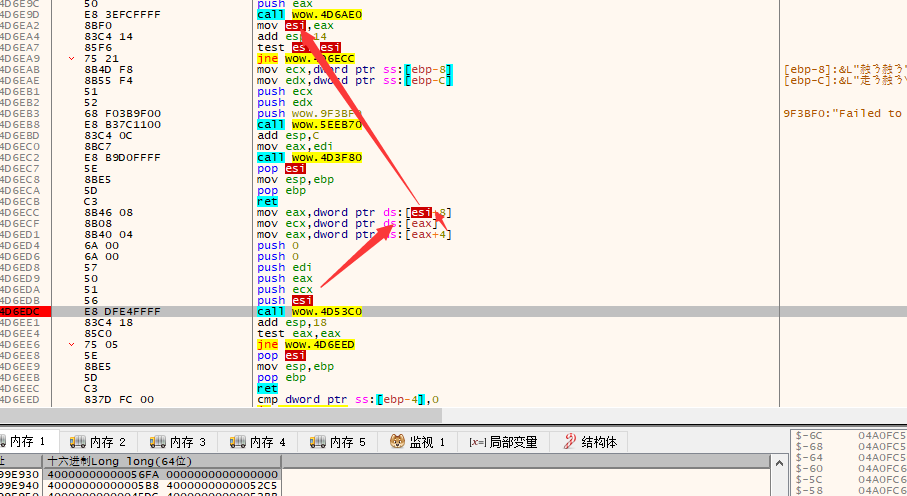 4D6E9C 50 push eax
4D6E9D E8 3EFCFFFF call wow.4D6AE0
4D6EA2 8BF0 mov esi,eax
4D6EA4 83C4 14 add esp,14
4D6EA7 85F6 test esi,esi
4D6EA9 75 21 jne wow.4D6ECC
4D6EAB 8B4D F8 mov ecx,dword ptr ss:[ebp-8] [ebp-8]:&L"
4D6EAE 8B55 F4 mov edx,dword ptr ss:[ebp-C] [ebp-C]:&L"
4D6EB1 51 push ecx
4D6EB2 52 push edx
4D6EB3 68 F03B9F00 push wow.9F3BF0 9F3BF0:"Failed to
4D6EB8 E8 B37C1100 call wow.5EEB70
4D6EBD 83C4 0C add esp,C
4D6EC0 8BC7 mov eax,edi
4D6EC2 E8 B9D0FFFF call wow.4D3F80
4D6EC7 5E pop esi
4D6EC8 8BE5 mov esp,ebp
4D6ECA 5D pop ebp
4D6ECB C3 ret
4D6ECC 8B46 08 mov eax,dword ptr ds:[esi+8]
4D6ECF 8B08 mov ecx,dword ptr ds:[eax]
4D6ED1 8B40 04 mov eax,dword ptr ds:[eax+4]
4D6ED4 6A 00 push 0
4D6ED6 6A 00 push 0
4D6ED8 57 push edi
4D6ED9 50 push eax
4D6EDA 51 push ecx
4D6EDB 56 push esi
4D6EDC E8 DFE4FFFF call wow.4D53C0
4D6EE1 83C4 18 add esp,18
4D6EE4 85C0 test eax,eax
4D6EE6 75 05 jne wow.4D6EED
4D6EE8 5E pop esi
4D6EE9 8BE5 mov esp,ebp
4D6EEB 5D pop ebp
4D6EEC C3 ret
4D6EED 837D FC 00 cmp dword ptr ss:[ebp-4],0
内存 1 内存 2 内存 3 内存 4 内存 5 监视 1 [x=] 局部变量 结构体
址 十六进制Long long(64位)
99E930 40000000000056FA 0000000000000000
99E940 40000000000005B8 40000000000052C5
$-6C 04A0FC5
$-68 04A0FC5
$-64 04A0FC5
$-60 04A0FC6
$-5C 04A0FC5
$-58 04A0FC6